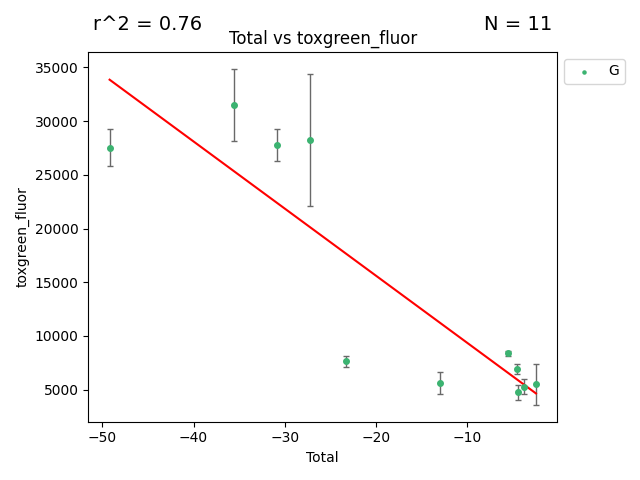 r^2 = 0.76
N = 11
Total vs toxgreen_fluor
G
35000
30000
25000
20000
15000
10000
5000
toxgreen_fluor
−50
−40
−30
−20
−10
Total